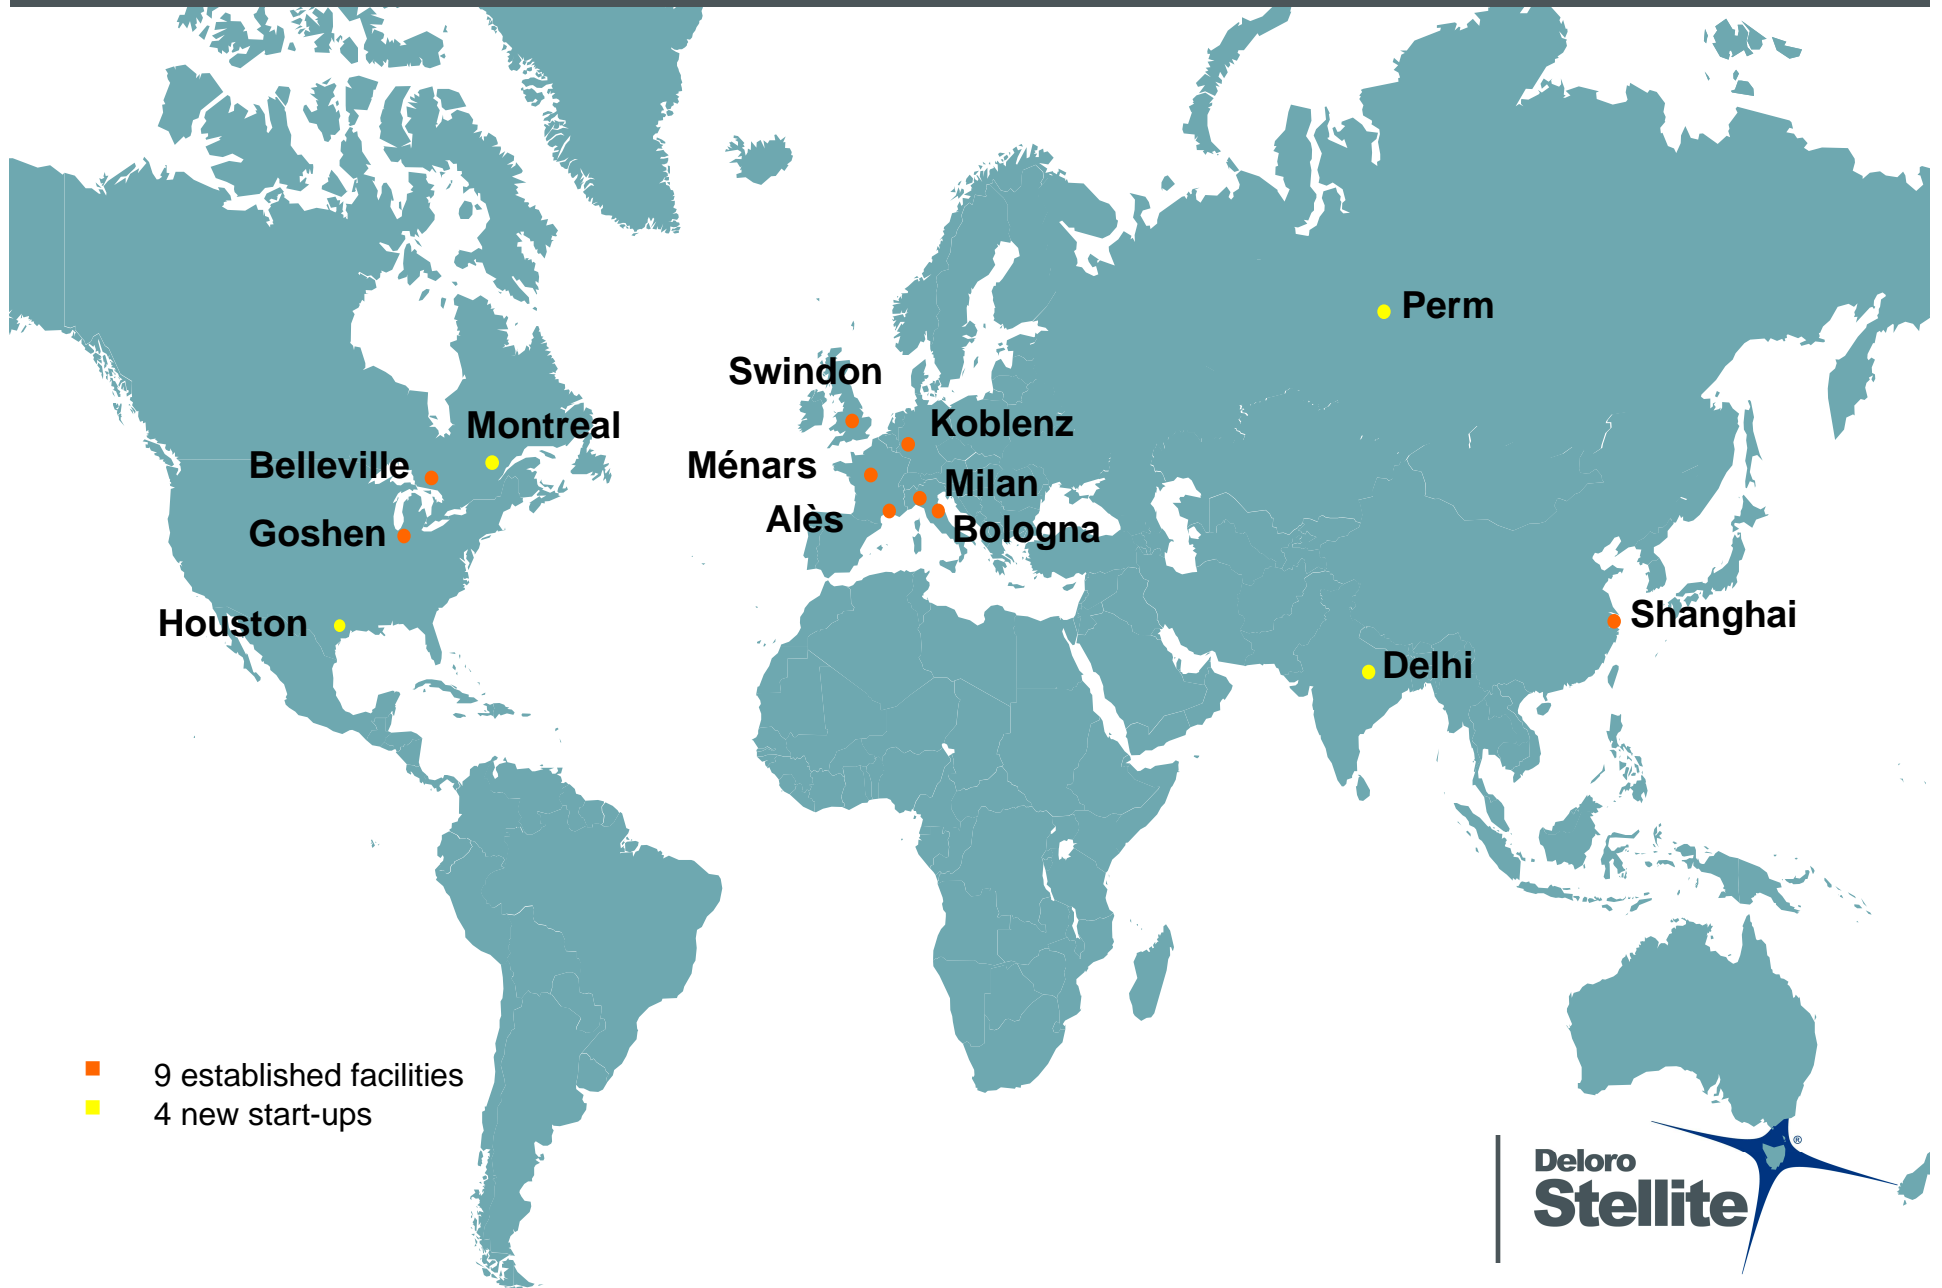 Perm
Swindon
Montreal
Koblenz
Belleville
Ménars
Milan
Alès
Bologna
Goshen
Houston
Shanghai
Delhi
9 established facilities
4 new start-ups
Deloro
Stellite
®